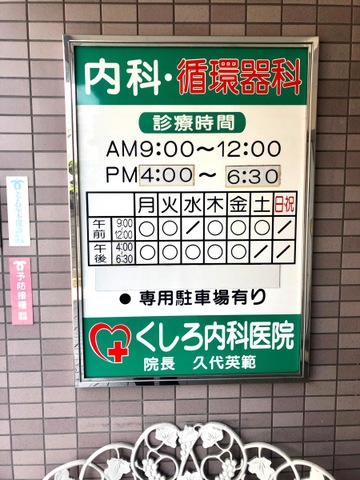 内科・循環器科
診療時間
AM9:00～12:00
PM4:00～6:30
月火水木金土日・祝
午前 9:00 12:00 ○○／○○○／
午後 4:00 6:30 ○○／○○／／
● 専用駐車場有り
くしろ内科医院
院長 久代英範
予防接種